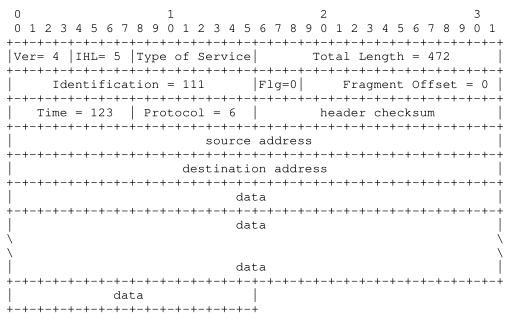 0                   1                   2                   3
 0 1 2 3 4 5 6 7 8 9 0 1 2 3 4 5 6 7 8 9 0 1 2 3 4 5 6 7 8 9 0 1
+-+-+-+-+-+-+-+-+-+-+-+-+-+-+-+-+-+-+-+-+-+-+-+-+-+-+-+-+-+-+-+-+
|Ver= 4 |IHL= 5 |Type of Service|       Total Length = 472      |
+-+-+-+-+-+-+-+-+-+-+-+-+-+-+-+-+-+-+-+-+-+-+-+-+-+-+-+-+-+-+-+-+
|     Identification = 111      |Flg=0|     Fragment Offset = 0 |
+-+-+-+-+-+-+-+-+-+-+-+-+-+-+-+-+-+-+-+-+-+-+-+-+-+-+-+-+-+-+-+-+
|   Time = 123  | Protocol = 6  |        header checksum        |
+-+-+-+-+-+-+-+-+-+-+-+-+-+-+-+-+-+-+-+-+-+-+-+-+-+-+-+-+-+-+-+-+
|                         source address                        |
+-+-+-+-+-+-+-+-+-+-+-+-+-+-+-+-+-+-+-+-+-+-+-+-+-+-+-+-+-+-+-+-+
|                      destination address                      |
+-+-+-+-+-+-+-+-+-+-+-+-+-+-+-+-+-+-+-+-+-+-+-+-+-+-+-+-+-+-+-+-+
|                             data                              |
+-+-+-+-+-+-+-+-+-+-+-+-+-+-+-+-+-+-+-+-+-+-+-+-+-+-+-+-+-+-+-+-+
|                             data                              |
\                                                               \
\                                                               \
|                             data                              |
+-+-+-+-+-+-+-+-+-+-+-+-+-+-+-+-+-+-+-+-+-+-+-+-+-+-+-+-+-+-+-+-+
|             data              |
+-+-+-+-+-+-+-+-+-+-+-+-+-+-+-+-+